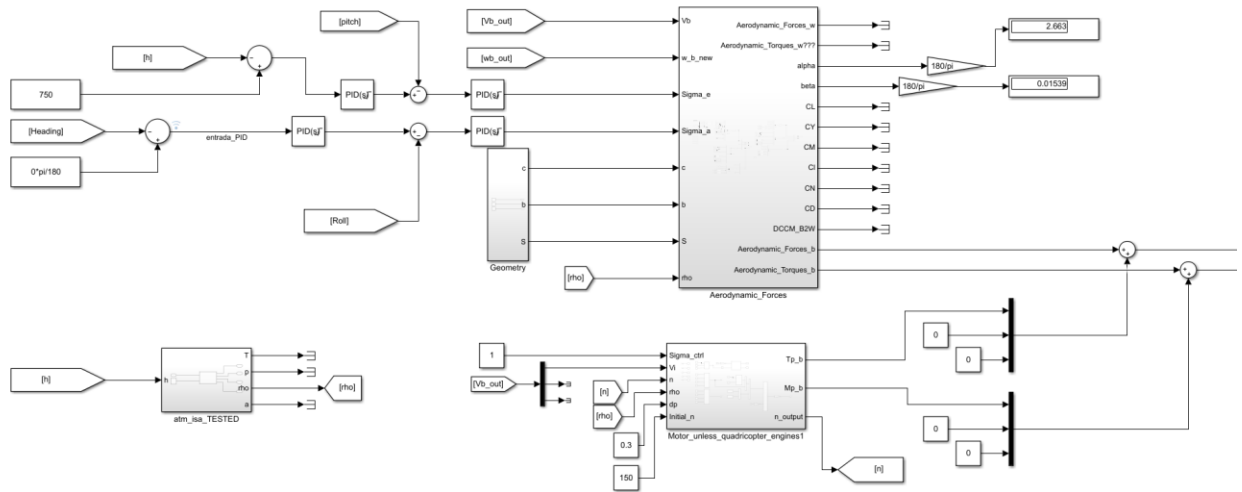 [pitch]
[Vb_out]
Vb
Aerodynamic_Forces_w
2.663
[h]
Aerodynamic_Torques_w???
[wb_out]
w_b_new
alpha
180/pi
750
PID(s)
PID(s)
Sigma_e
beta
180/pi
0.01539
CL
[Heading]
entrada_PID
PID(s)
PID(s)
Sigma_a
CY
CM
0*pi/180
c
c
Cl
CN
[Roll]
b
b
CD
DCCM_B2W
S
S
Aerodynamic_Forces_b
Geometry
[rho]
rho
Aerodynamic_Torques_b
Aerodynamic_Forces
0
0
1
Sigma_ctrl
Tp_b
[h]
h
T
p
rho
a
[rho]
atm_isa_TESTED
[Vb_out]
Vi
[n]
n
[rho]
rho
dp
Initial_n
Mp_b
n_output
0.3
150
Motor_unless_quadricopter_engines1
0
0
[n]